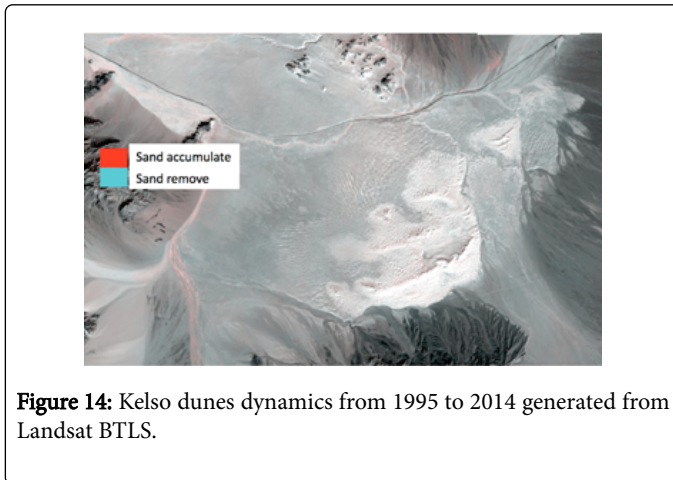 Sand accumulate
Sand remove
Figure 14: Kelso dunes dynamics from 1995 to 2014 generated from
Landsat BTLS.